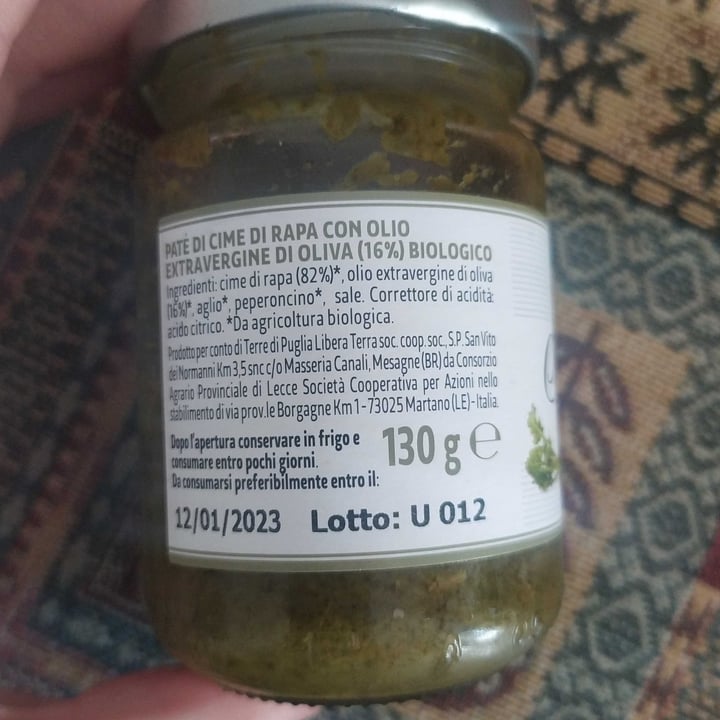 PATÈ DI CIME DI RAPA CON OLIO
EXTRAVERGINE DI OLIVA (16%) BIOLOGICO
Ingredienti: cime di rapa (82%)*, olio extravergine di oliva
(16%)*, aglio*, peperoncino*, sale. Correttore di acidità:
acido citrico. *Da agricoltura biologica.
Prodotto per conto di Terre di Puglia Libera Terra soc. coop. soc., S.P. San Vito
dei Normanni Km 3,5 snc c/o Masseria Canali, Mesagne (BR) da Consorzio
Agrario Provinciale di Lecce Società Cooperativa per Azioni nello
stabilimento di via prov.le Borgagne Km 1 - 73025 Martano (LE) - Italia.
Dopo l'apertura conservare in frigo e
consumare entro pochi giorni.
Da consumarsi preferibilmente entro il:
130 g e
12/01/2023 Lotto: U 012